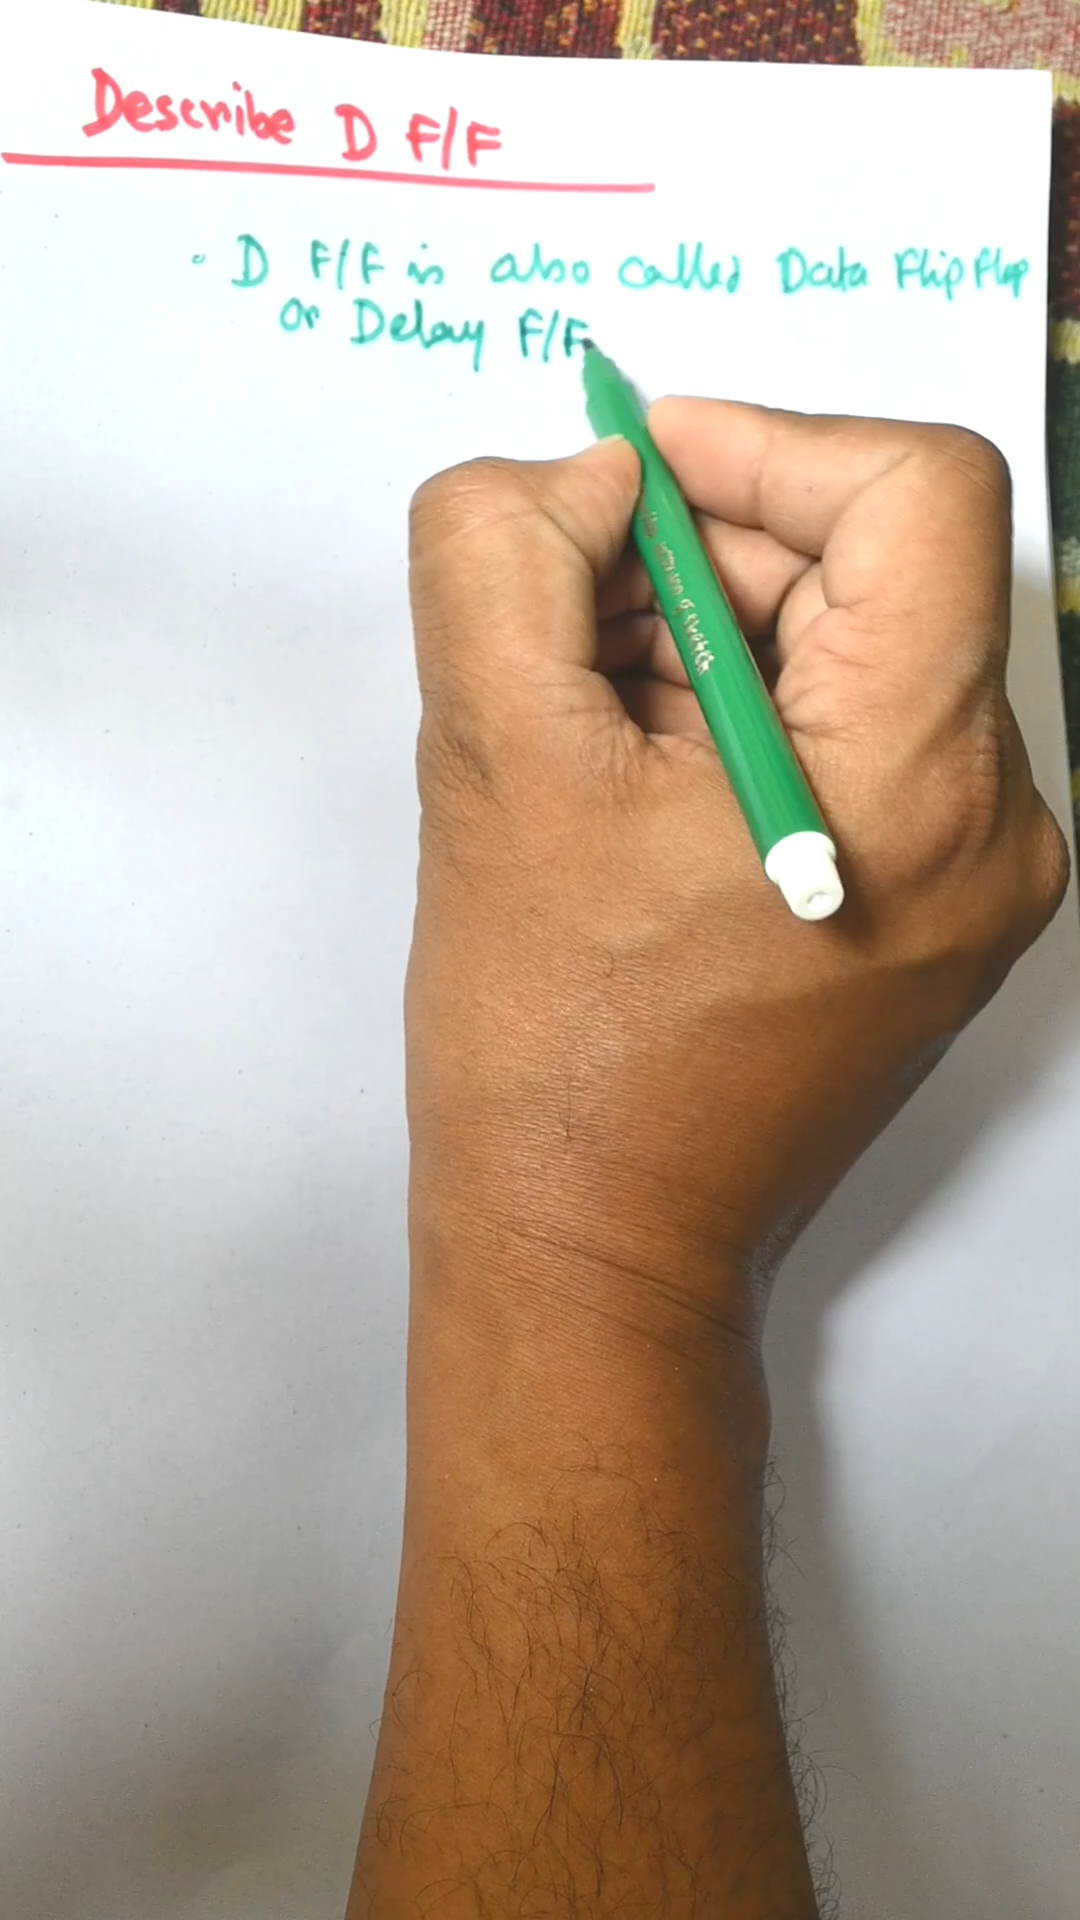 Describe D F/F
• D F/F is also called Data Flip Flop
or Delay F/F